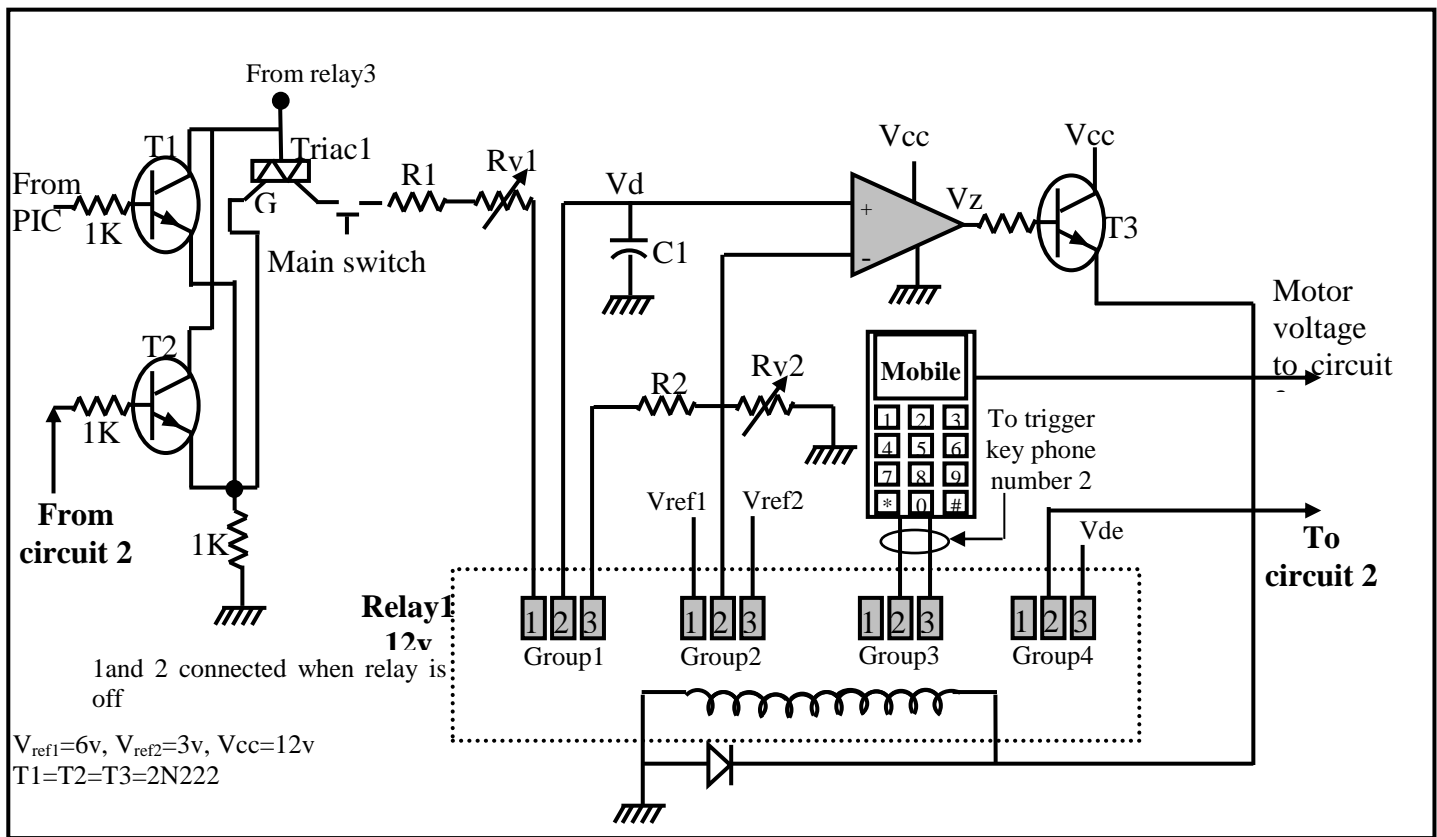 From relay3
T1
Triac1
G
From
PIC
1K
Main switch
R1
Rv1
Vd
C1
+
-
Vcc
Vz
Vcc
T3
Motor
voltage
to circuit
T2
1K
From
circuit 2
1K
R2
Rv2
Mobile
1 2 3
4 5 6
7 8 9
* 0 #
To trigger
key phone
number 2
Vref1
Vref2
Vde
To
circuit 2
Relay1
12v
1 2 3
1 2 3
1 2 3
1 2 3
Group1
Group2
Group3
Group4
1and 2 connected when relay is
off
Vref1=6v, Vref2=3v, Vcc=12v
T1=T2=T3=2N222